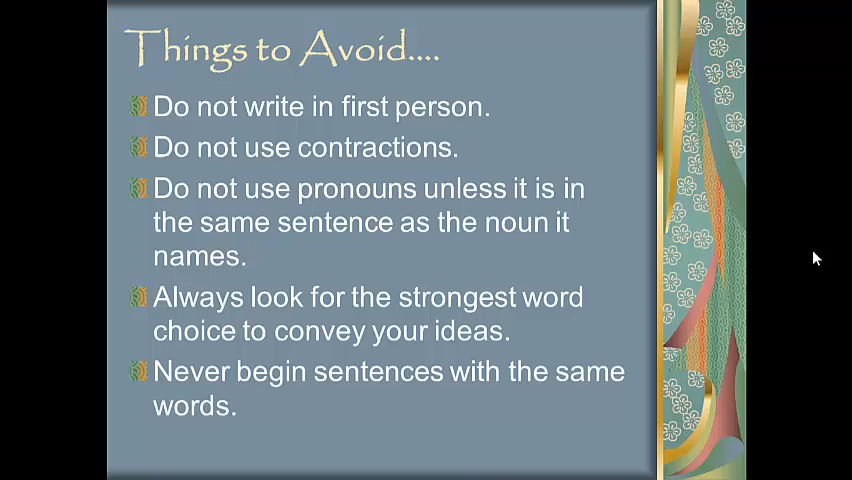 Things to Avoid....
Do not write in first person.
Do not use contractions.
Do not use pronouns unless it is in
the same sentence as the noun it
names.
Always look for the strongest word
choice to convey your ideas.
Never begin sentences with the same
words.